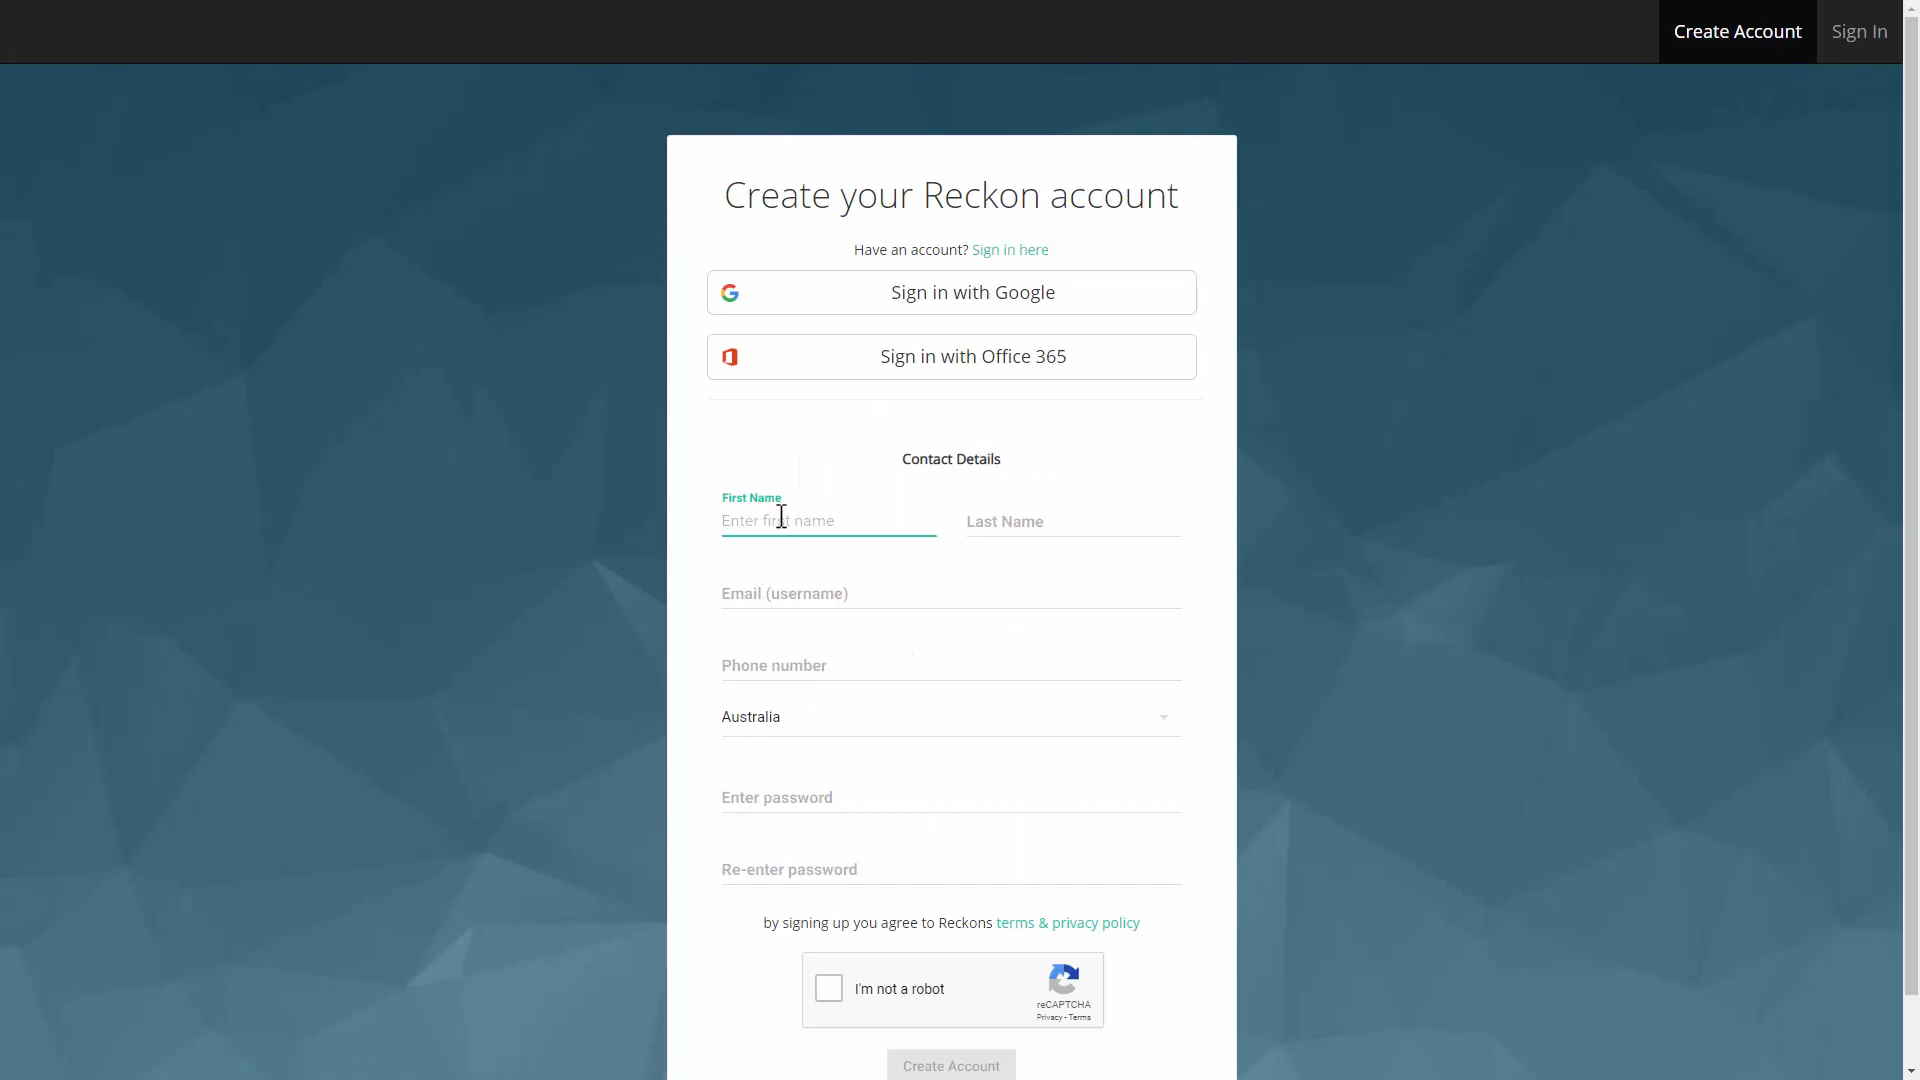 Create Account
Sign In
Create your Reckon account
Have an account? Sign in here
Sign in with Google
Sign in with Office 365
Contact Details
First Name
Enter first name
Last Name
Email (username)
Phone number
Australia
Enter password
Re-enter password
by signing up you agree to Reckons terms & privacy policy
I'm not a robot
reCAPTCHA
Privacy - Terms
Create Account